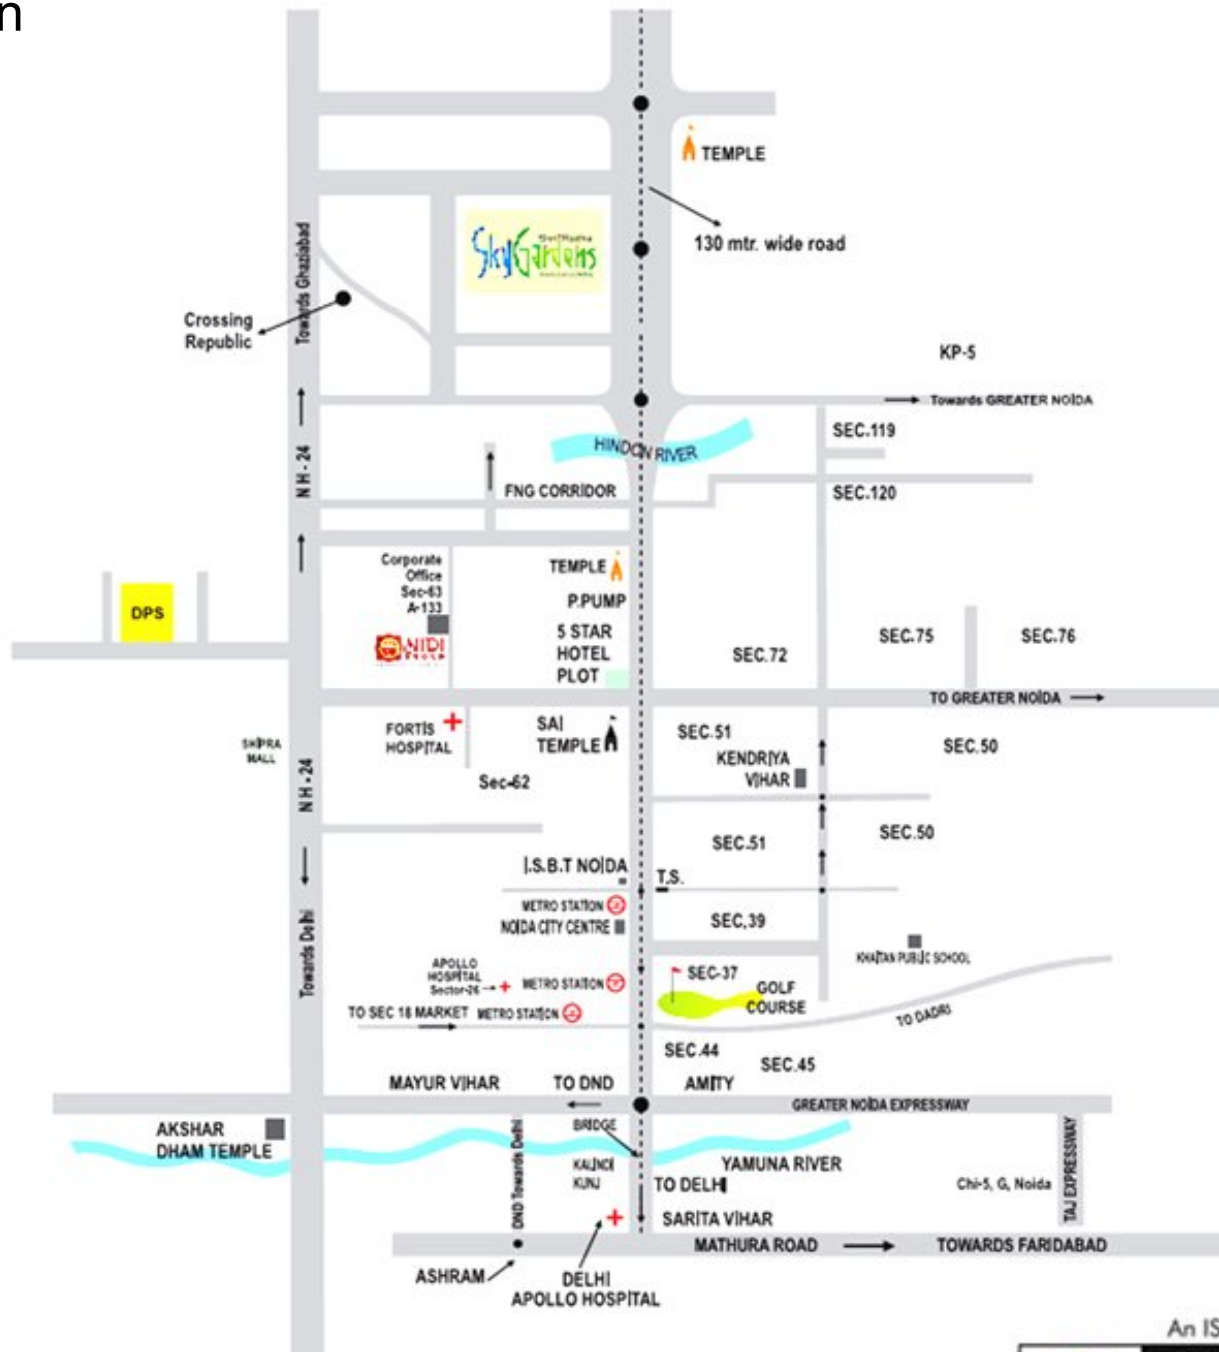 n
TEMPLE
130 mtr. wide road
Sky Gardens
Towards Ghaziabad
Crossing
Republic
KP-5
Towards GREATER NOIDA
SEC.119
HINDON RIVER
NH-24
FNG CORRIDOR
SEC.120
Corporate
Office
Sec-63
A-133
TEMPLE
P.PUMP
DPS
5 STAR
HOTEL
PLOT
NIDI
SEC.72
SEC.75
SEC.76
TO GREATER NOIDA
FORTIS
HOSPITAL
SAI
TEMPLE
SEC.51
KENDRIYA
VIHAR
SEC.50
SHIPRA
MALL
NH-24
Sec-62
SEC.51
SEC.50
I.S.B.T NOIDA
T.S.
METRO STATION
NOIDA CITY CENTRE
SEC,39
Towards Delhi
KHAITAN PUBLIC SCHOOL
APOLLO
HOSPITAL
Sector-26
METRO STATION
SEC-37
GOLF
COURSE
TO SEC 18 MARKET
METRO STATION
TO DADRI
SEC.44
SEC.45
MAYUR VIHAR
TO DND
AMITY
GREATER NOIDA EXPRESSWAY
AKSHAR
DHAM TEMPLE
BRIDGE
DND Towards Delhi
KALINDI
KUNJ
YAMUNA RIVER
TO DELHI
Chi-5, G, Noida
TAJ EXPRESSWAY
SARITA VIHAR
MATHURA ROAD
TOWARDS FARIDABAD
ASHRAM
DELHI
APOLLO HOSPITAL
An IS